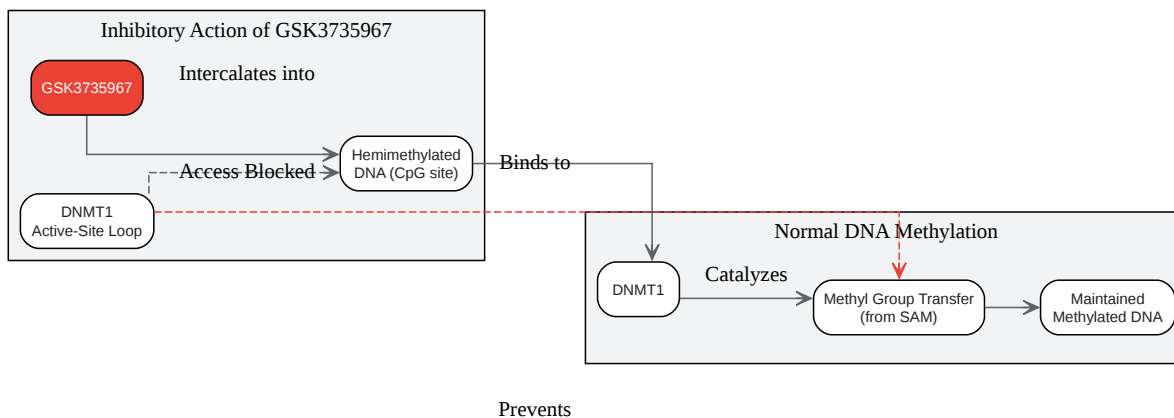 Inhibitory Action of GSK3735967
Intercalates into
GSK3735967
Hemimethylated
DNA (CpG site)
Access Blocked
Binds to
DNMT1
Active-Site Loop
Normal DNA Methylation
Catalyzes
DNMT1
Methyl Group Transfer
(from SAM)
Maintained
Methylated DNA
Prevents